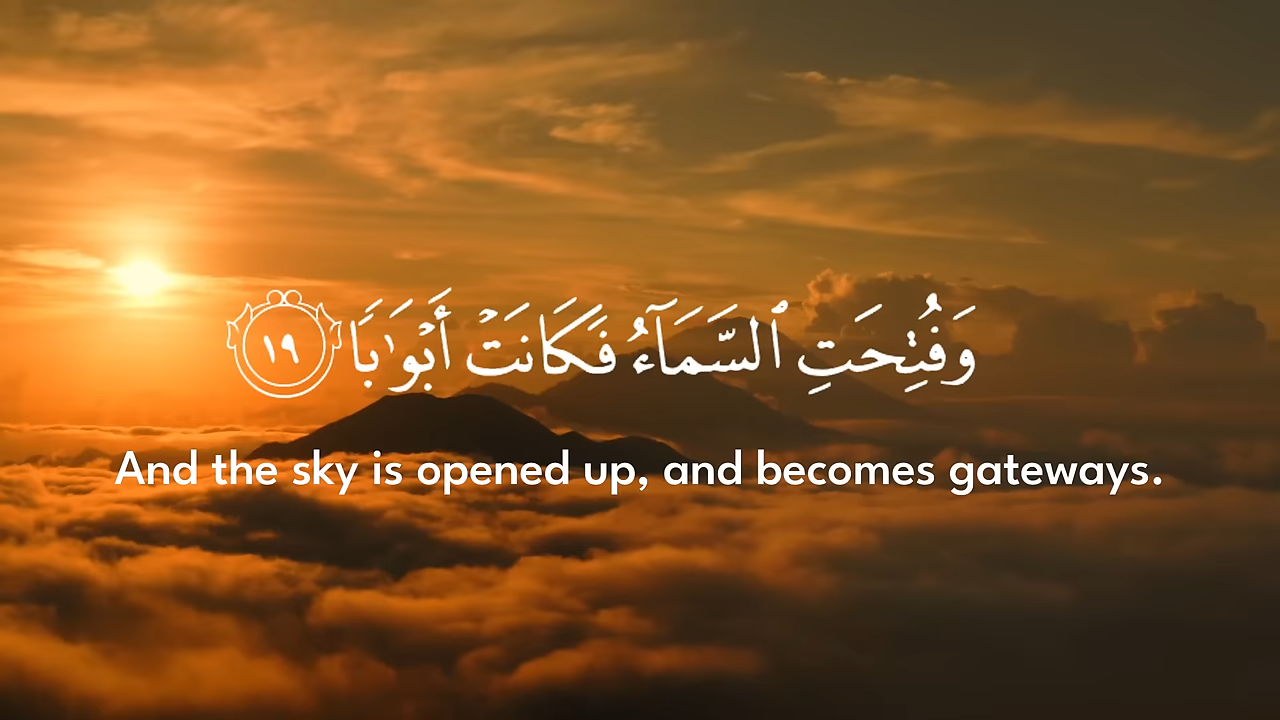 وَفُتِحَتِ ٱلسَّمَآءُ فَكَانَتۡ أَبۡوَٰبٗا ١٩
And the sky is opened up, and becomes gateways.